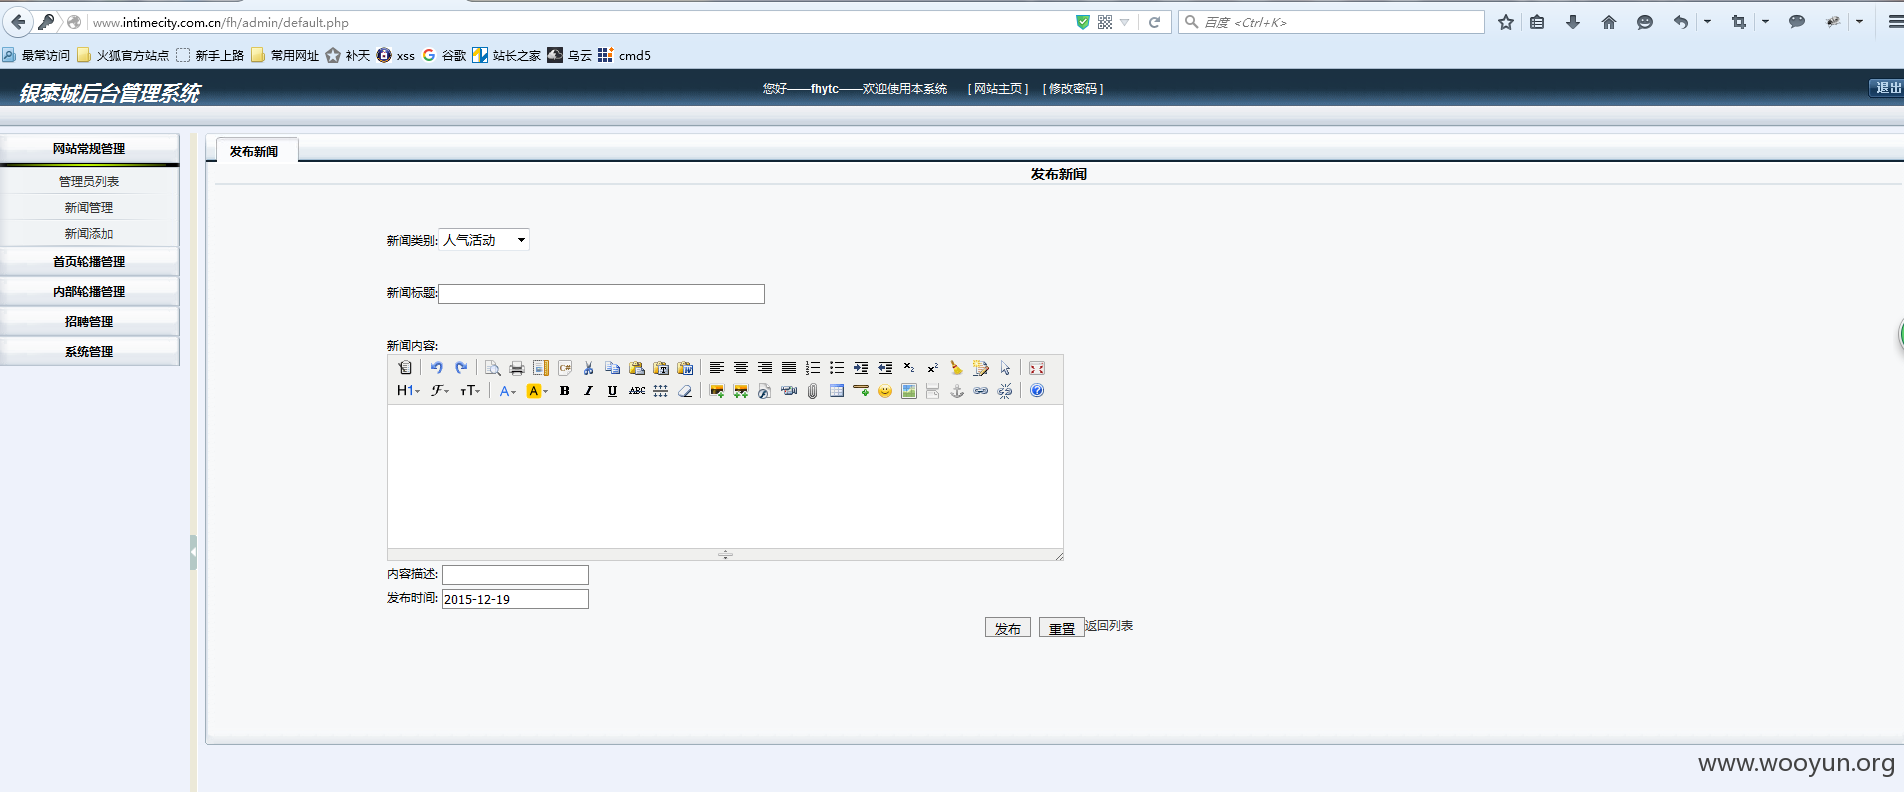 www.intimecity.com.cn/fh/admin/default.php
百度 <Ctrl+K>
最常访问 火狐官方站点 新手上路 常用网址 补天 xss 谷歌 站长之家 乌云 cmd5
银泰城后台管理系统
您好——fhytc——欢迎使用本系统 [ 网站主页 ] [ 修改密码 ]
退出
网站常规管理
管理员列表
新闻管理
新闻添加
首页轮播管理
内部轮播管理
招聘管理
系统管理
发布新闻
发布新闻
新闻类别: 人气活动
新闻标题:
新闻内容:
H1 F TT A A B I U ABC
内容描述:
发布时间: 2015-12-19
发布 重置 返回列表
www.wooyun.org